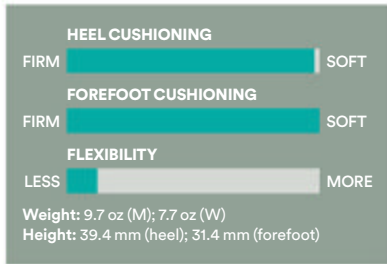 HEEL CUSHIONING
FIRM SOFT
FOREFOOT CUSHIONING
FIRM SOFT
FLEXIBILITY
LESS MORE
Weight: 9.7 oz (M); 7.7 oz (W)
Height: 39.4 mm (heel); 31.4 mm (forefoot)